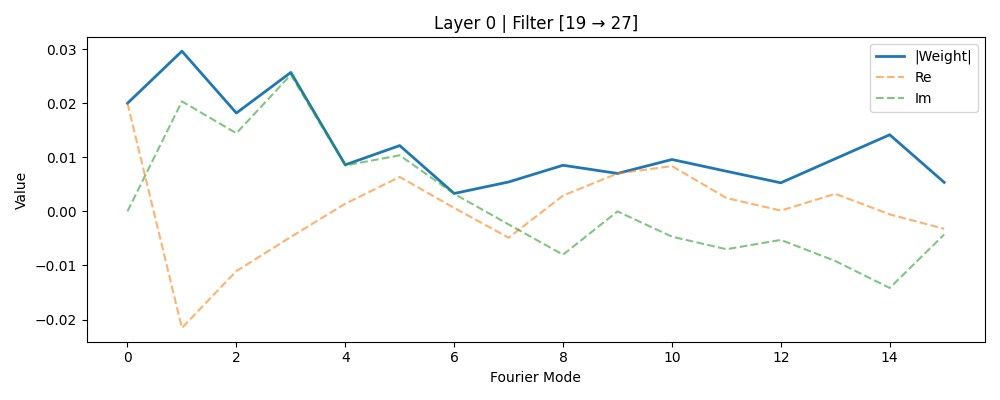 Layer 0 | Filter [19 → 27]
|Weight|
Re
Im
0.03
0.02
0.01
0.00
−0.01
−0.02
Value
0 2 4 6 8 10 12 14
Fourier Mode